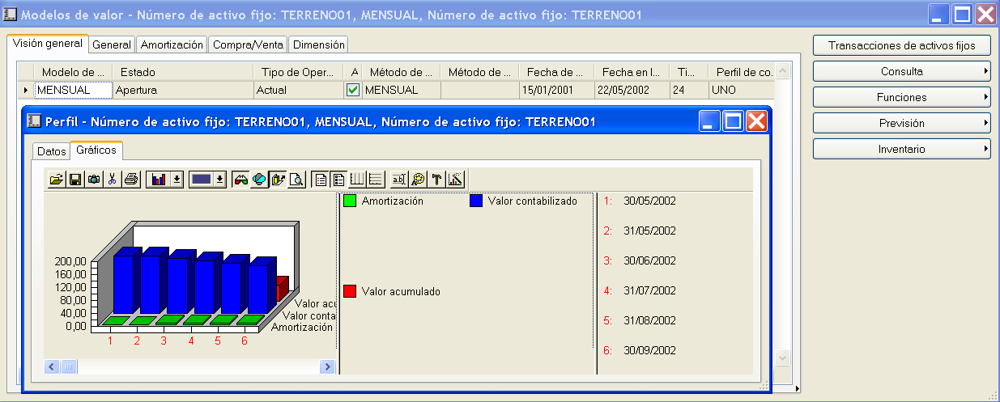 Modelos de valor - Número de activo fijo: TERRENO01, MENSUAL, Número de activo fijo: TERRENO01
Visión general General Amortización Compra/Venta Dimensión
Modelo de ... Estado Tipo de Oper... A Método de ... Método de ... Fecha de ... Fecha en l... Ti... Perfil de co.
MENSUAL Apertura Actual MENSUAL 15/01/2001 22/05/2002 24 UNO
Transacciones de activos fijos
Consulta
Funciones
Previsión
Inventario
Perfil - Número de activo fijo: TERRENO01, MENSUAL, Número de activo fijo: TERRENO01
Datos Gráficos
200,00
160,00
120,00
80,00
40,00
0,00
1 2 3 4 5 6
Valor acu
Valor conta
Amortización
Amortización Valor contabilizado
Valor acumulado
1: 30/05/2002
2: 31/05/2002
3: 30/06/2002
4: 31/07/2002
5: 31/08/2002
6: 30/09/2002